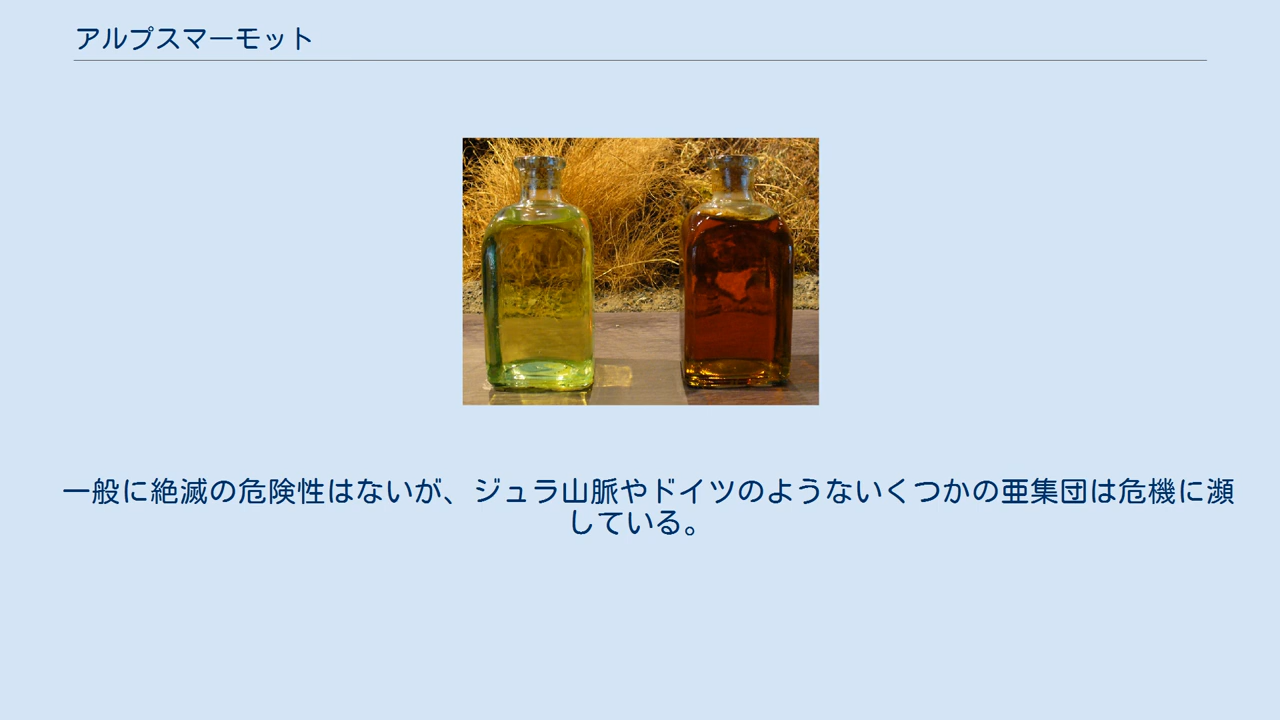 アルプスマーモット
一般に絶滅の危険性はないが、ジュラ山脈やドイツのようないくつかの亜集団は危機に瀕
している。